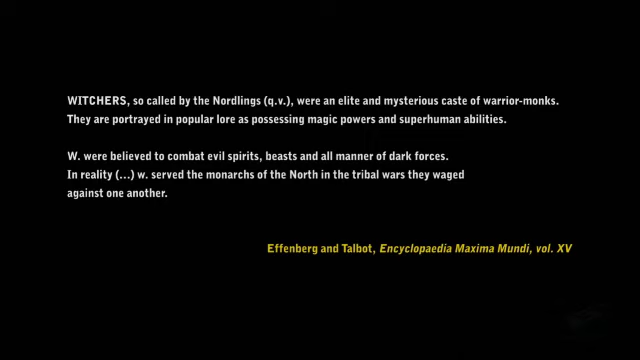 WITCHERS, so called by the Nordlings (q.v.), were an elite and mysterious caste of warrior-monks.
They are portrayed in popular lore as possessing magic powers and superhuman abilities.
W. were believed to combat evil spirits, beasts and all manner of dark forces.
In reality (...) w. served the monarchs of the North in the tribal wars they waged
against one another.
Effenberg and Talbot, Encyclopaedia Maxima Mundi, vol. XV